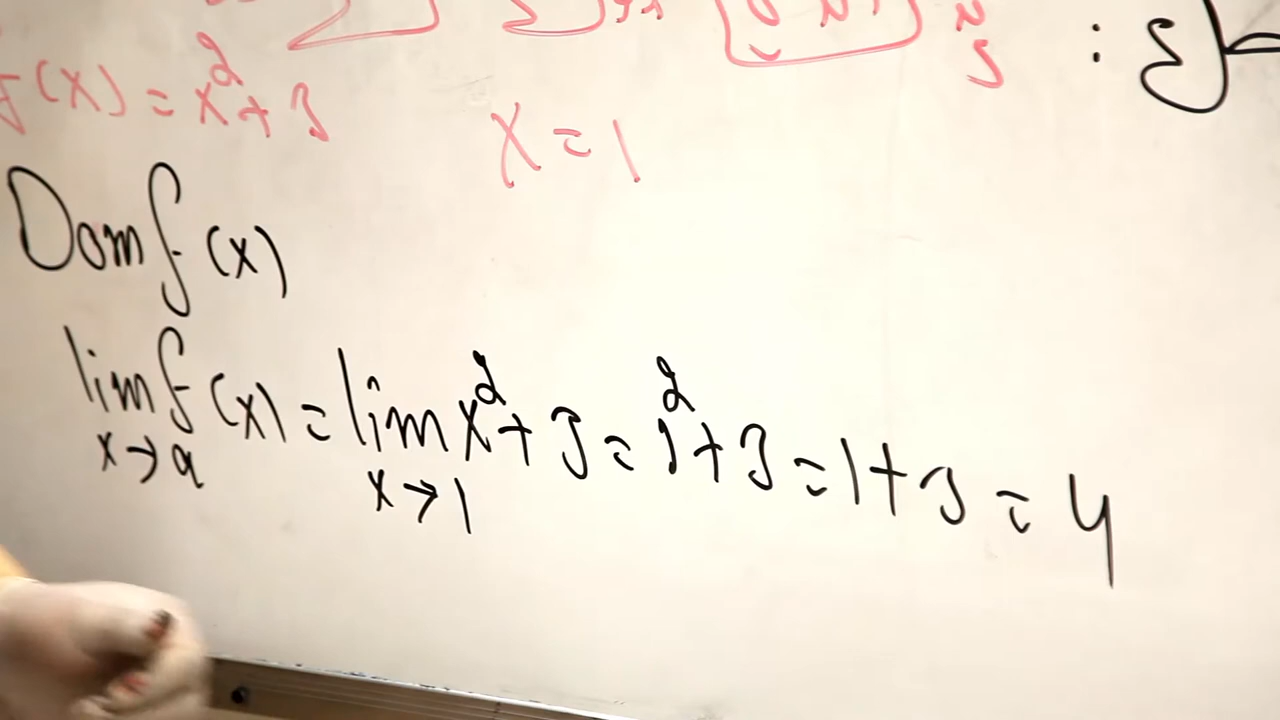 f(x) = x² + 3
x = 1
Dom f(x)
lim f(x) = lim x² + 3 = 1² + 3 = 1 + 3 = 4
x→a x→1